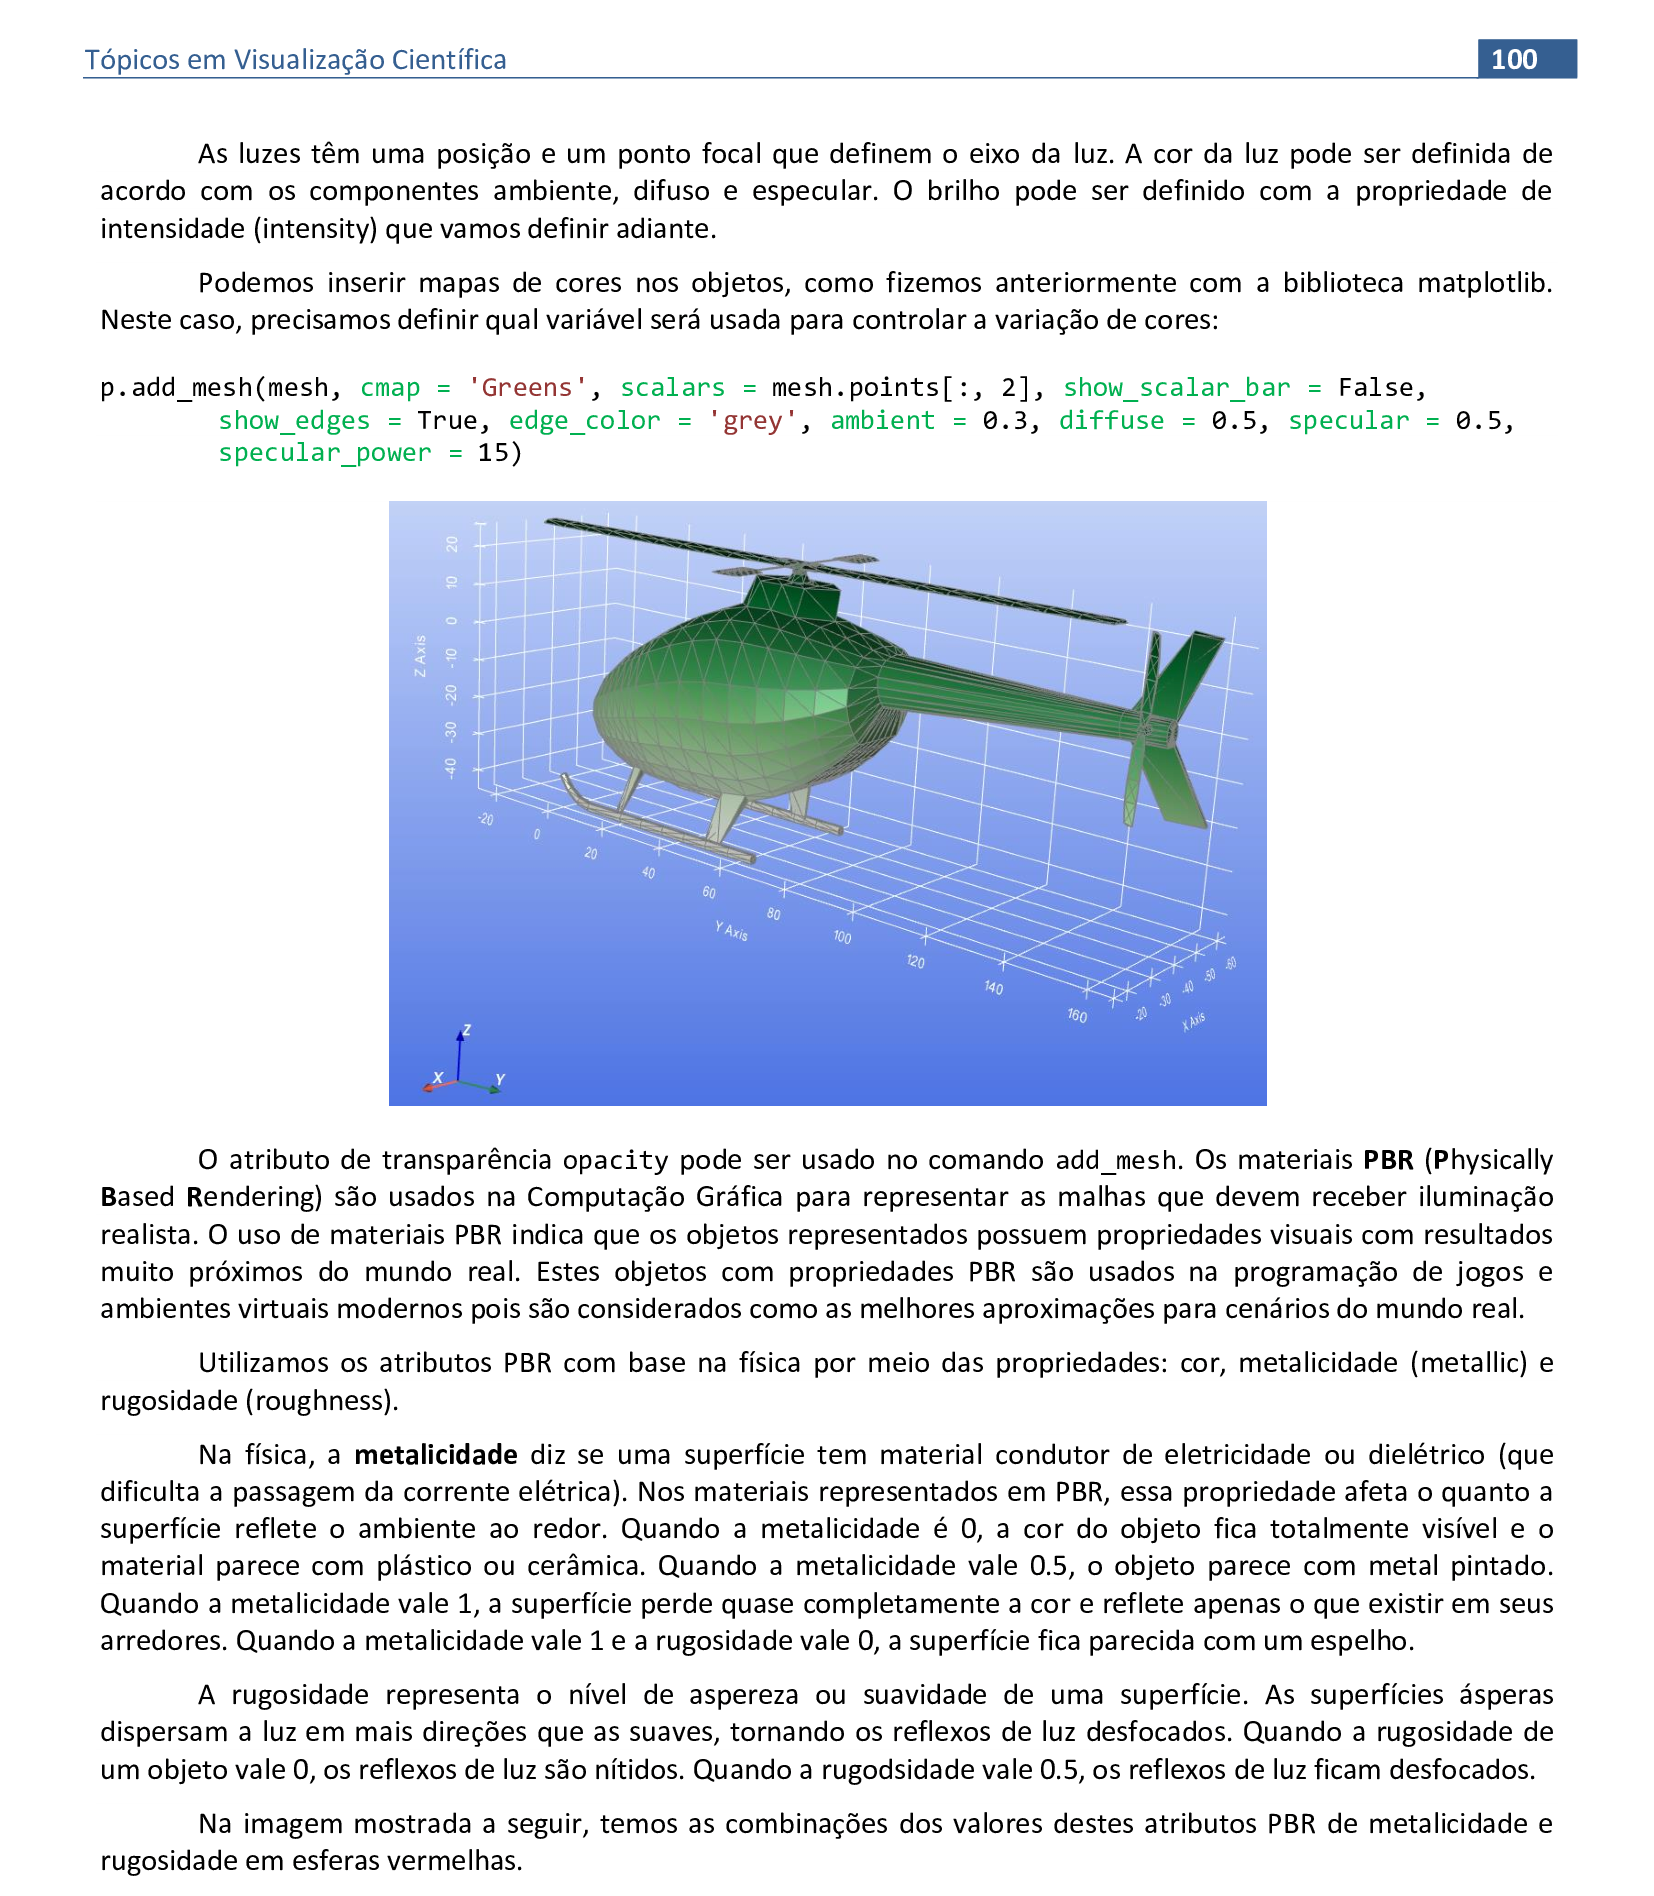 Tópicos em Visualização Científica
100
As luzes têm uma posição e um ponto focal que definem o eixo da luz. A cor da luz pode ser definida de
acordo com os componentes ambiente, difuso e especular. O brilho pode ser definido com a propriedade de
intensidade (intensity) que vamos definir adiante.
Podemos inserir mapas de cores nos objetos, como fizemos anteriormente com a biblioteca matplotlib.
Neste caso, precisamos definir qual variável será usada para controlar a variação de cores:
p.add_mesh(mesh, cmap = 'Greens', scalars = mesh.points[:, 2], show_scalar_bar = False,
show_edges = True, edge_color = 'grey', ambient = 0.3, diffuse = 0.5, specular = 0.5,
specular_power = 15)
Z Axis
20
10
0
-10
-20
-30
-40
-20
0
20
40
60
80
100
120
140
160
Y Axis
-20
-30
-40
-50
-60
X Axis
Z
X
Y
O atributo de transparência opacity pode ser usado no comando add_mesh. Os materiais PBR (Physically
Based Rendering) são usados na Computação Gráfica para representar as malhas que devem receber iluminação
realista. O uso de materiais PBR indica que os objetos representados possuem propriedades visuais com resultados
muito próximos do mundo real. Estes objetos com propriedades PBR são usados na programação de jogos e
ambientes virtuais modernos pois são considerados como as melhores aproximações para cenários do mundo real.
Utilizamos os atributos PBR com base na física por meio das propriedades: cor, metalicidade (metallic) e
rugosidade (roughness).
Na física, a metalicidade diz se uma superfície tem material condutor de eletricidade ou dielétrico (que
dificulta a passagem da corrente elétrica). Nos materiais representados em PBR, essa propriedade afeta o quanto a
superfície reflete o ambiente ao redor. Quando a metalicidade é 0, a cor do objeto fica totalmente visível e o
material parece com plástico ou cerâmica. Quando a metalicidade vale 0.5, o objeto parece com metal pintado.
Quando a metalicidade vale 1, a superfície perde quase completamente a cor e reflete apenas o que existir em seus
arredores. Quando a metalicidade vale 1 e a rugosidade vale 0, a superfície fica parecida com um espelho.
A rugosidade representa o nível de aspereza ou suavidade de uma superfície. As superfícies ásperas
dispersam a luz em mais direções que as suaves, tornando os reflexos de luz desfocados. Quando a rugosidade de
um objeto vale 0, os reflexos de luz são nítidos. Quando a rugodsidade vale 0.5, os reflexos de luz ficam desfocados.
Na imagem mostrada a seguir, temos as combinações dos valores destes atributos PBR de metalicidade e
rugosidade em esferas vermelhas.